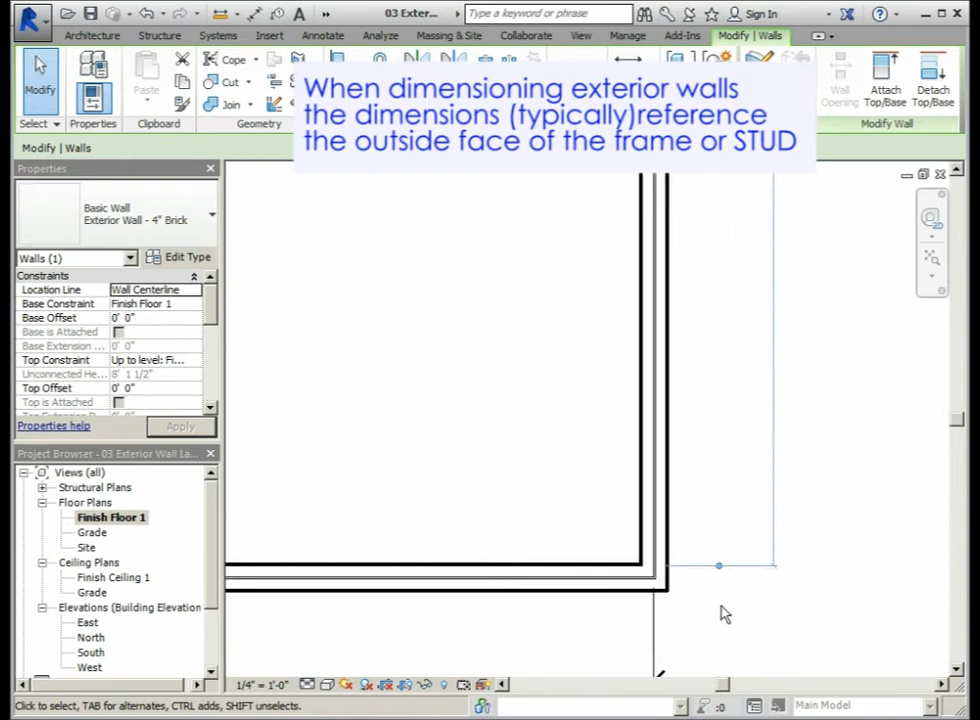 03 Exter...
Type a keyword or phrase
Sign In
Architecture Structure Systems Insert Annotate Analyze Massing & Site Collaborate View Manage Add-Ins Modify | Walls
Modify
Paste
Cope
Cut
Join
Wall Opening
Attach Top/Base
Detach Top/Base
Select Properties Clipboard Geometry Modify Wall
When dimensioning exterior walls
the dimensions (typically)reference
the outside face of the frame or STUD
Modify | Walls
Properties
Basic Wall
Exterior Wall - 4" Brick
Walls (1) Edit Type
Constraints
Location Line Wall Centerline
Base Constraint Finish Floor 1
Base Offset 0' 0"
Base is Attached
Base Extension ... 0' 0"
Top Constraint Up to level: Fi...
Unconnected He... 8' 1 1/2"
Top Offset 0' 0"
Top is Attached
Properties help Apply
Project Browser - 03 Exterior Wall La...
Views (all)
Structural Plans
Floor Plans
Finish Floor 1
Grade
Site
Ceiling Plans
Finish Ceiling 1
Grade
Elevations (Building Elevation
East
North
South
West
2D
1/4" = 1'-0"
Click to select, TAB for alternates, CTRL adds, SHIFT unselects.
:0
Main Model